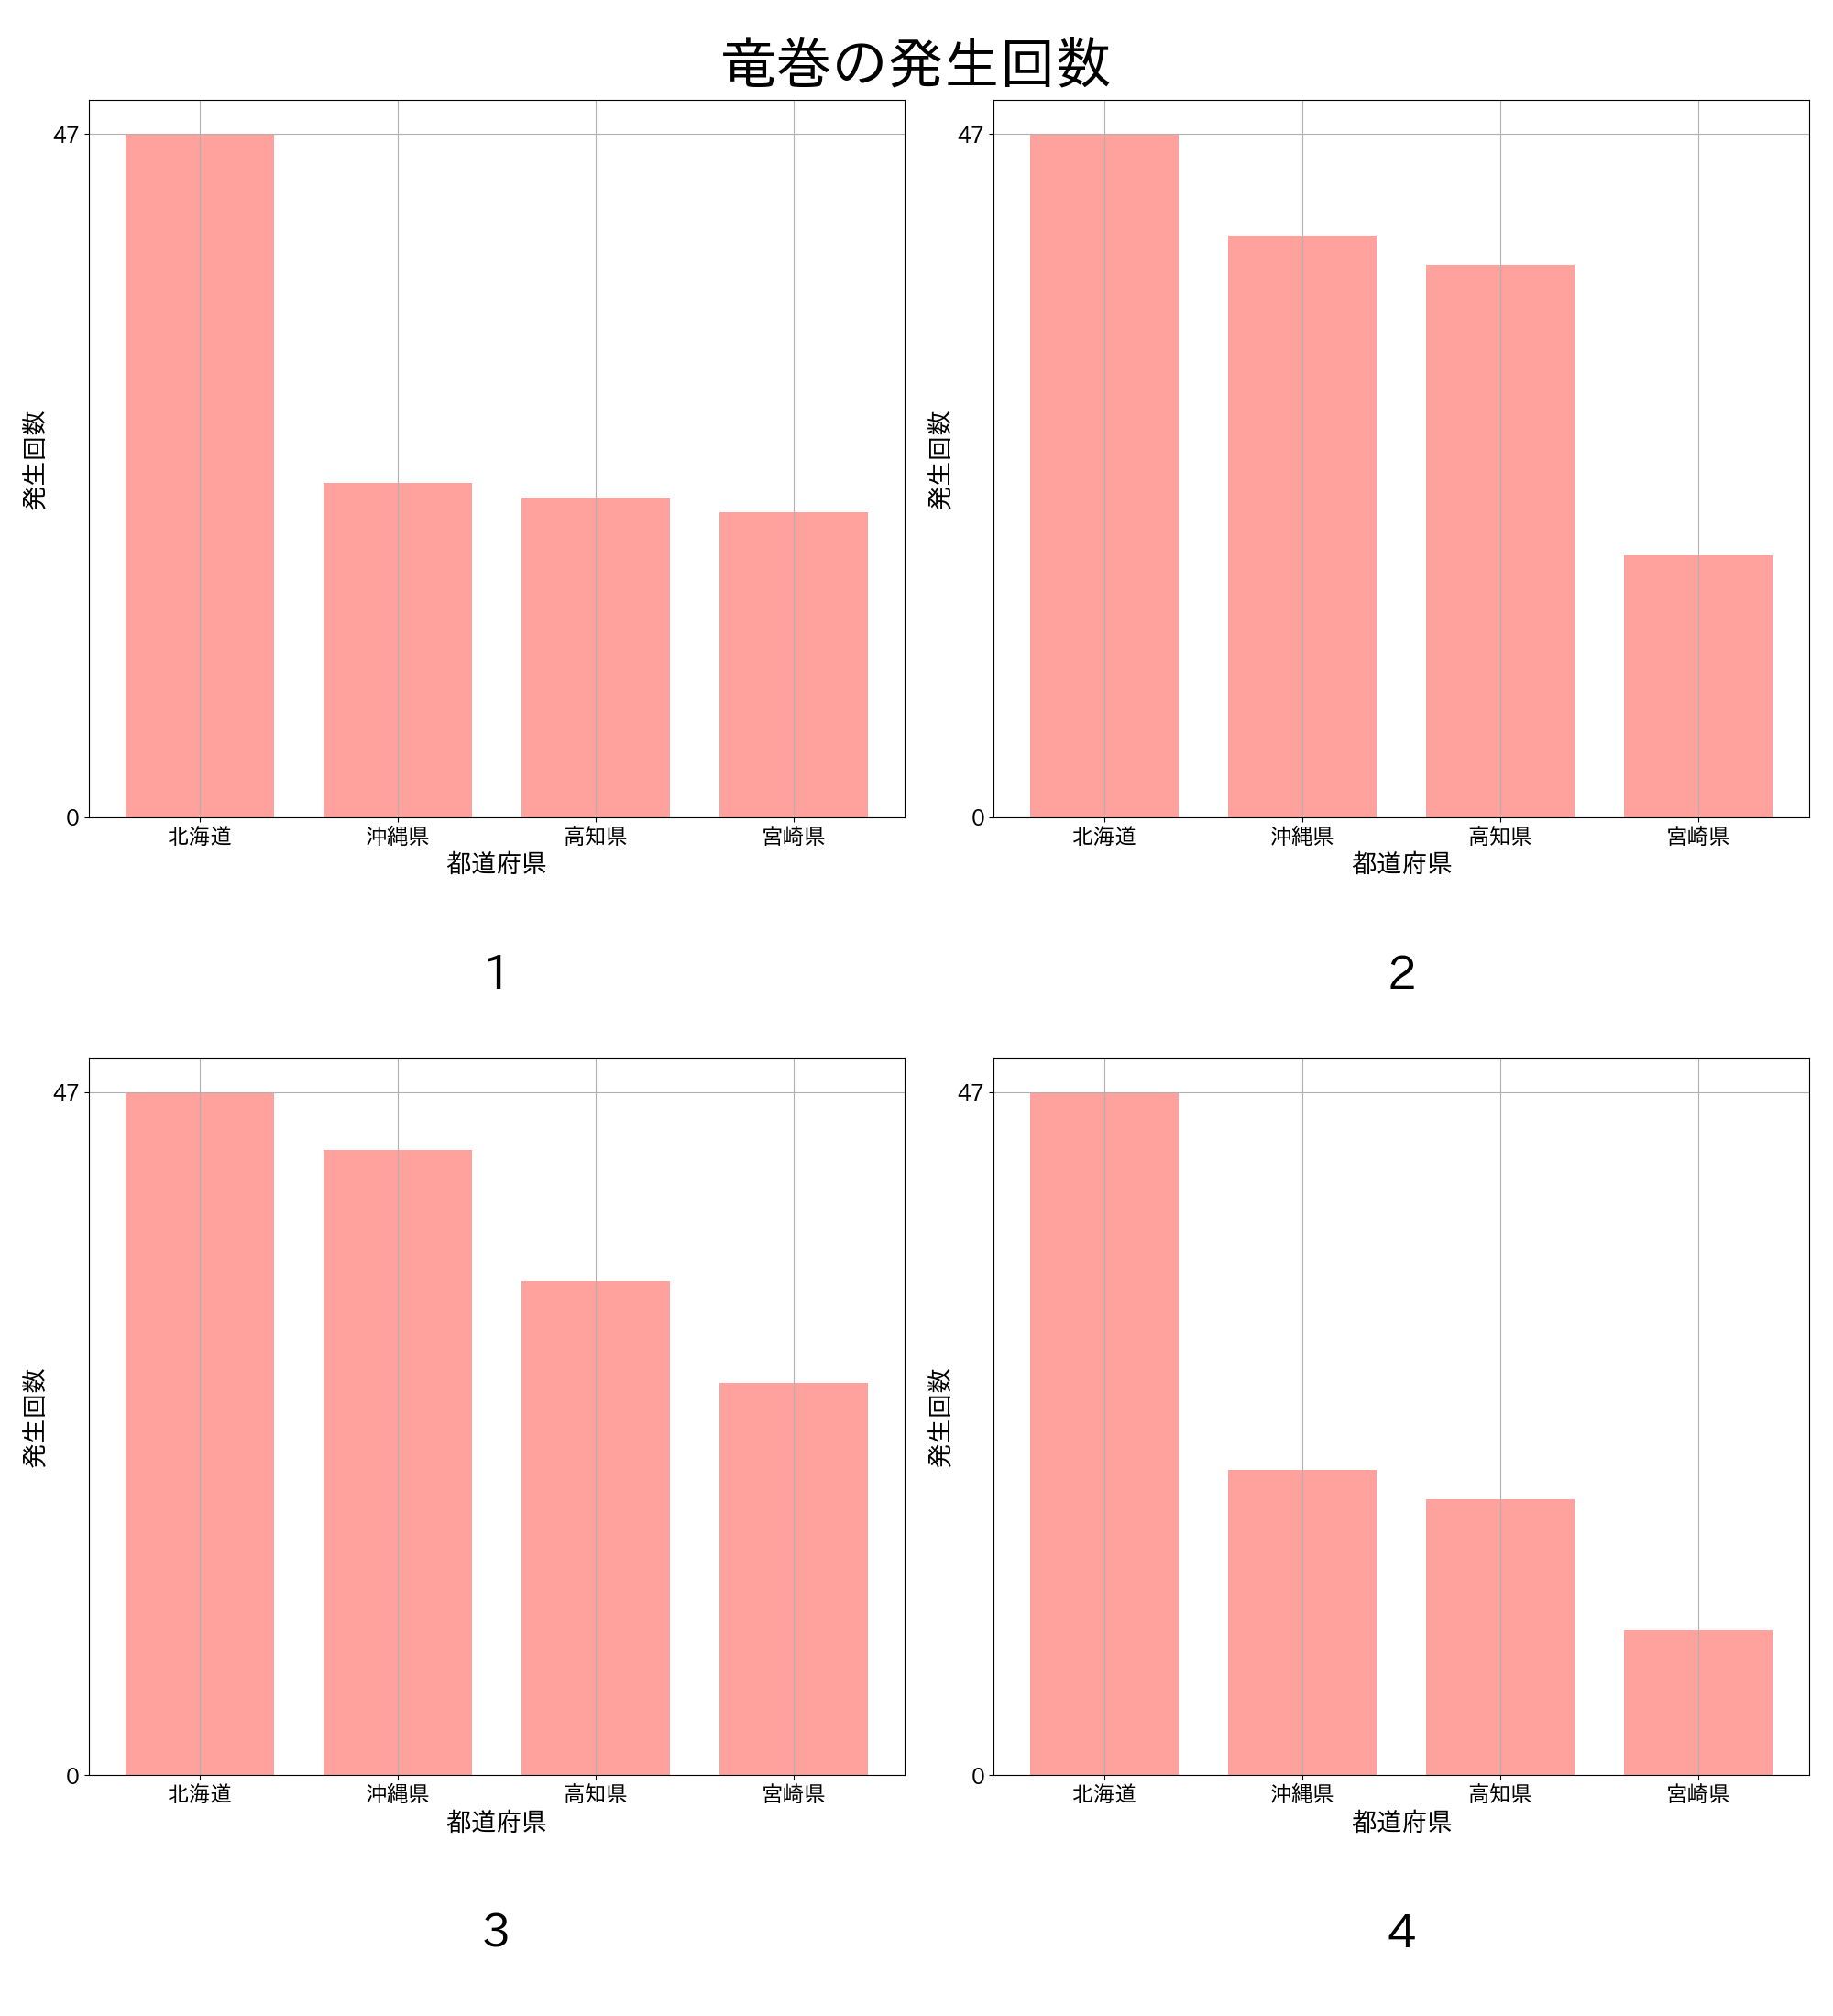 竜巻の発生回数
47
0
発生回数
北海道 沖縄県 高知県 宮崎県
都道府県
1
47
0
発生回数
北海道 沖縄県 高知県 宮崎県
都道府県
2
47
0
発生回数
北海道 沖縄県 高知県 宮崎県
都道府県
3
47
0
発生回数
北海道 沖縄県 高知県 宮崎県
都道府県
4